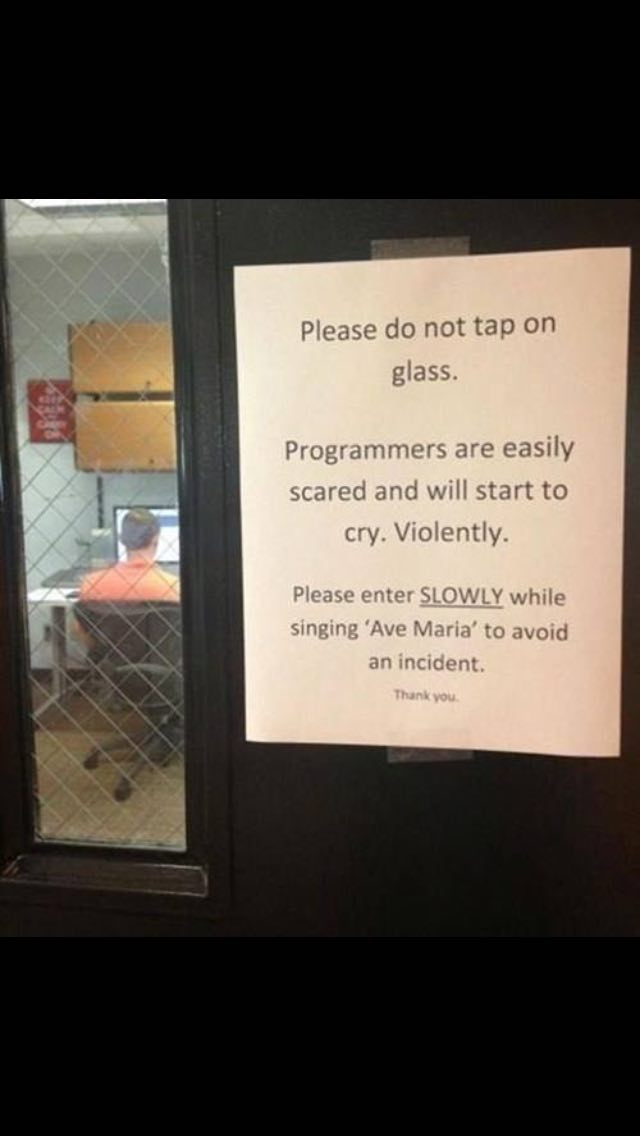 Please do not tap on
glass.
Programmers are easily
scared and will start to
cry. Violently.
Please enter SLOWLY while
singing ‘Ave Maria’ to avoid
an incident.
Thank you.